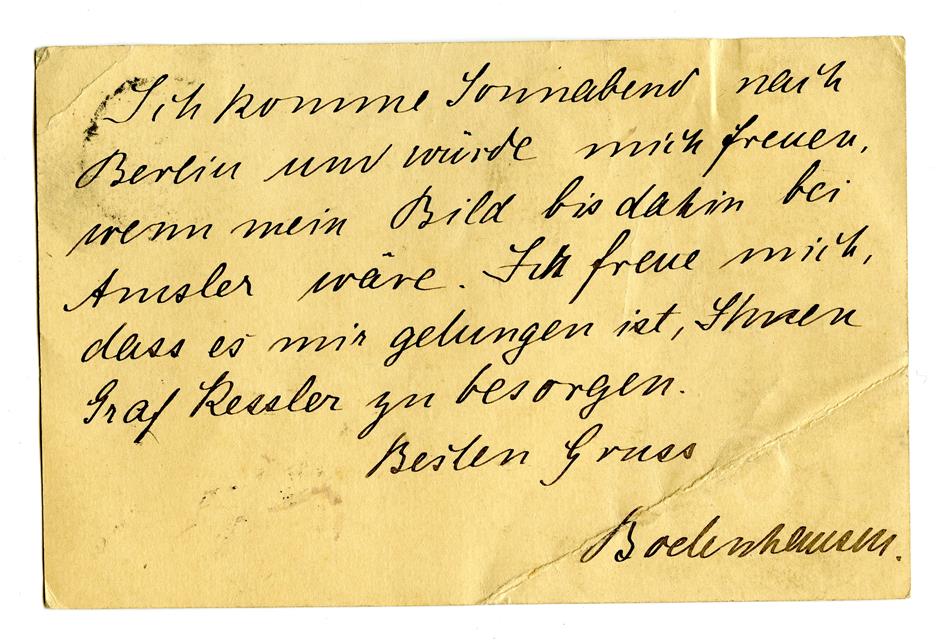 Ich komme Sonnabend nach
Berlin und würde mich freuen,
wenn mein Bild bis dahin bei
Amsler wäre. Ich freue mich,
dass es mir gelungen ist, Ihnen
Graf Kessler zu besorgen.
Besten Gruss
Bodenhausen.